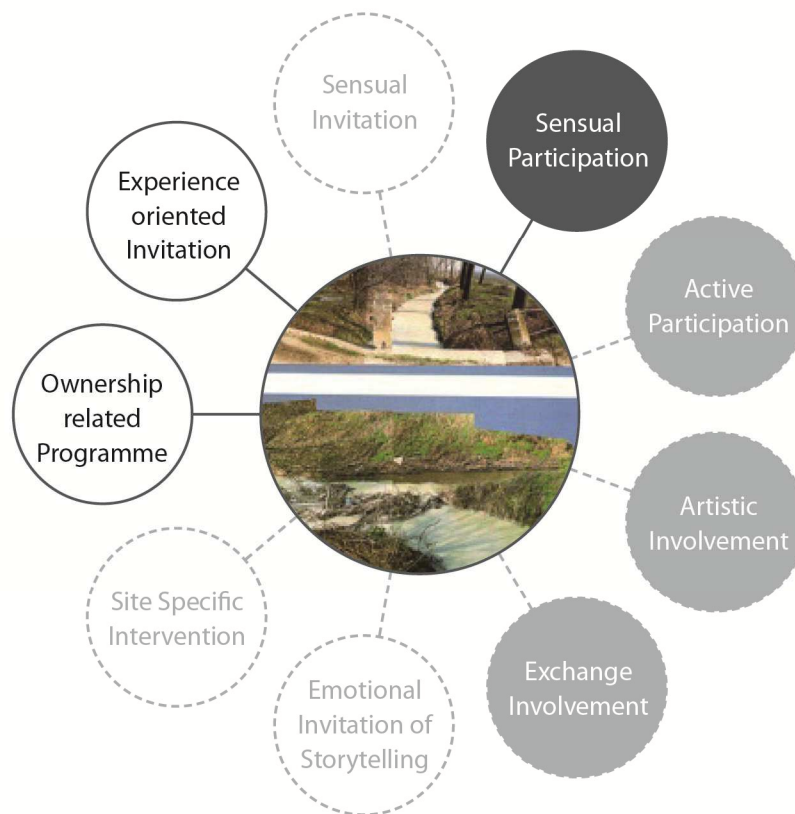 Sensual
Invitation
Sensual
Participation
Active
Participation
Artistic
Involvement
Exchange
Involvement
Emotional
Invitation of
Storytelling
Site Specific
Intervention
Ownership
related
Programme
Experience
oriented
Invitation